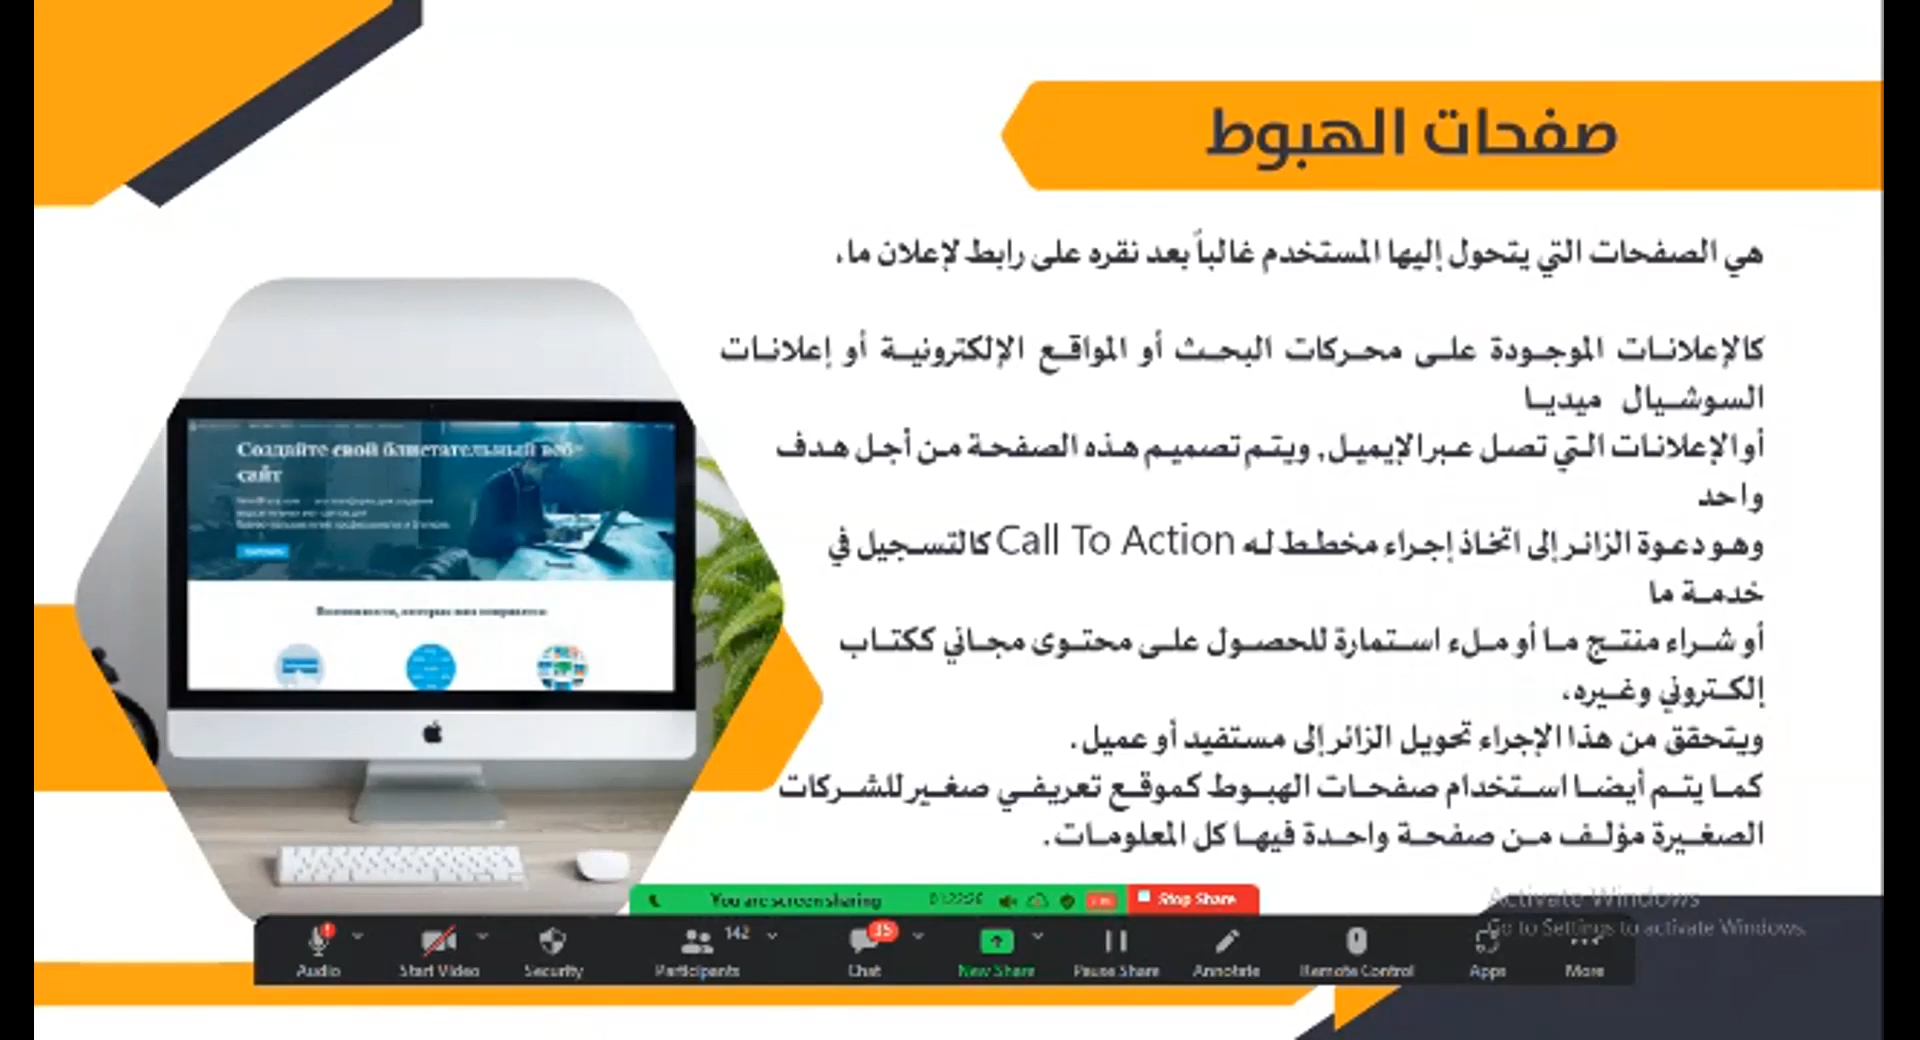 صفحات الهبوط
هي الصفحات التي يتحول إليها المستخدم غالباً بعد نقره على رابط لإعلان ما،
كالإعلانات الموجودة على محركات البحث أو المواقع الإلكترونية أو إعلانات
السوشيال ميديا
أو الإعلانات التي تصل عبر الإيميل, ويتم تصميم هذه الصفحة من أجل هدف
واحد
وهو دعوة الزائر إلى اتخاذ إجراء مخطط له Call To Action كالتسجيل في
خدمة ما
أو شراء منتج ما أو ملء استمارة للحصول على محتوى مجاني ككتاب
إلكتروني وغيره،
ويتحقق من هذا الإجراء تحويل الزائر إلى مستفيد أو عميل.
كما يتم أيضا استخدام صفحات الهبوط كموقع تعريفي صغير للشركات
الصغيرة مؤلف من صفحة واحدة فيها كل المعلومات.
Создайте свой блистательный веб-
сайт
You are screen sharing
Stop Share
Activate Windows
Go to Settings to activate Windows.
142
35
Audio
Start Video
Security
Participants
Chat
New Share
Pause Share
Annotate
Remote Control
Apps
More